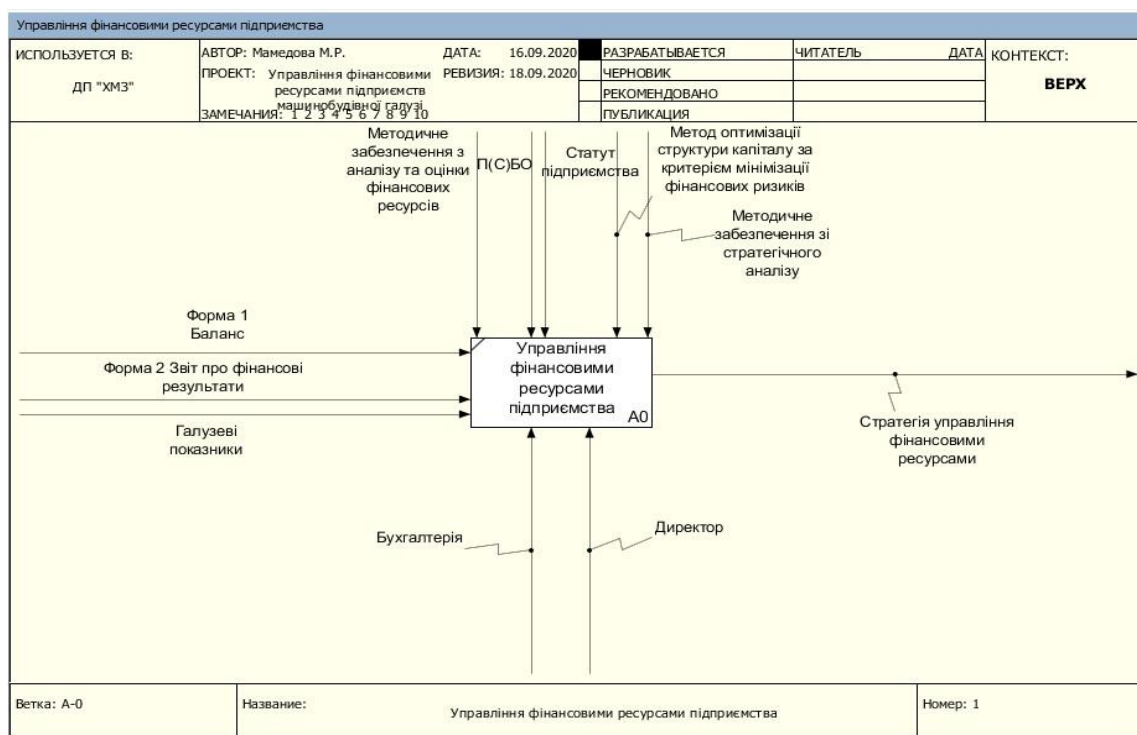 Управління фінансовими ресурсами підприємства
ИСПОЛЬЗУЕТСЯ В:
ДП "ХМЗ"
АВТОР: Мамедова М.Р.
ДАТА: 16.09.2020
ПРОЕКТ: Управління фінансовими
ресурсами підприємств
машинобудівної галузі
РЕВИЗИЯ: 18.09.2020
ЗАМЕЧАНИЯ: 1 2 3 4 5 6 7 8 9 10
РАЗРАБАТЫВАЕТСЯ
ЧЕРНОВИК
РЕКОМЕНДОВАНО
ПУБЛИКАЦИЯ
ЧИТАТЕЛЬ
ДАТА
КОНТЕКСТ:
ВЕРХ
Методичне
забезпечення з
аналізу та оцінки
фінансових
ресурсів
П(С)БО
Статут
підприємства
Метод оптимізації
структури капіталу за
критерієм мінімізації
фінансових ризиків
Методичне
забезпечення зі
стратегічного
аналізу
Форма 1
Баланс
Форма 2 Звіт про фінансові
результати
Галузеві
показники
Управління
фінансовими
ресурсами
підприємства
A0
Стратегія управління
фінансовими
ресурсами
Бухгалтерія
Директор
Ветка: A-0
Название:
Управління фінансовими ресурсами підприємства
Номер: 1